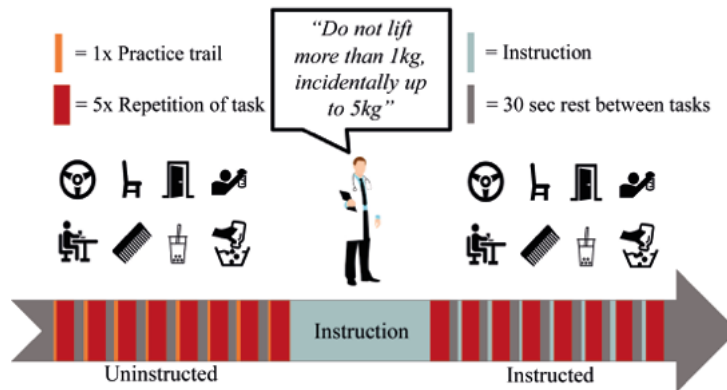 = 1x Practice trail
= 5x Repetition of task
“Do not lift
more than 1kg,
incidentally up
to 5kg”
= Instruction
= 30 sec rest between tasks
Instruction
Uninstructed
Instructed